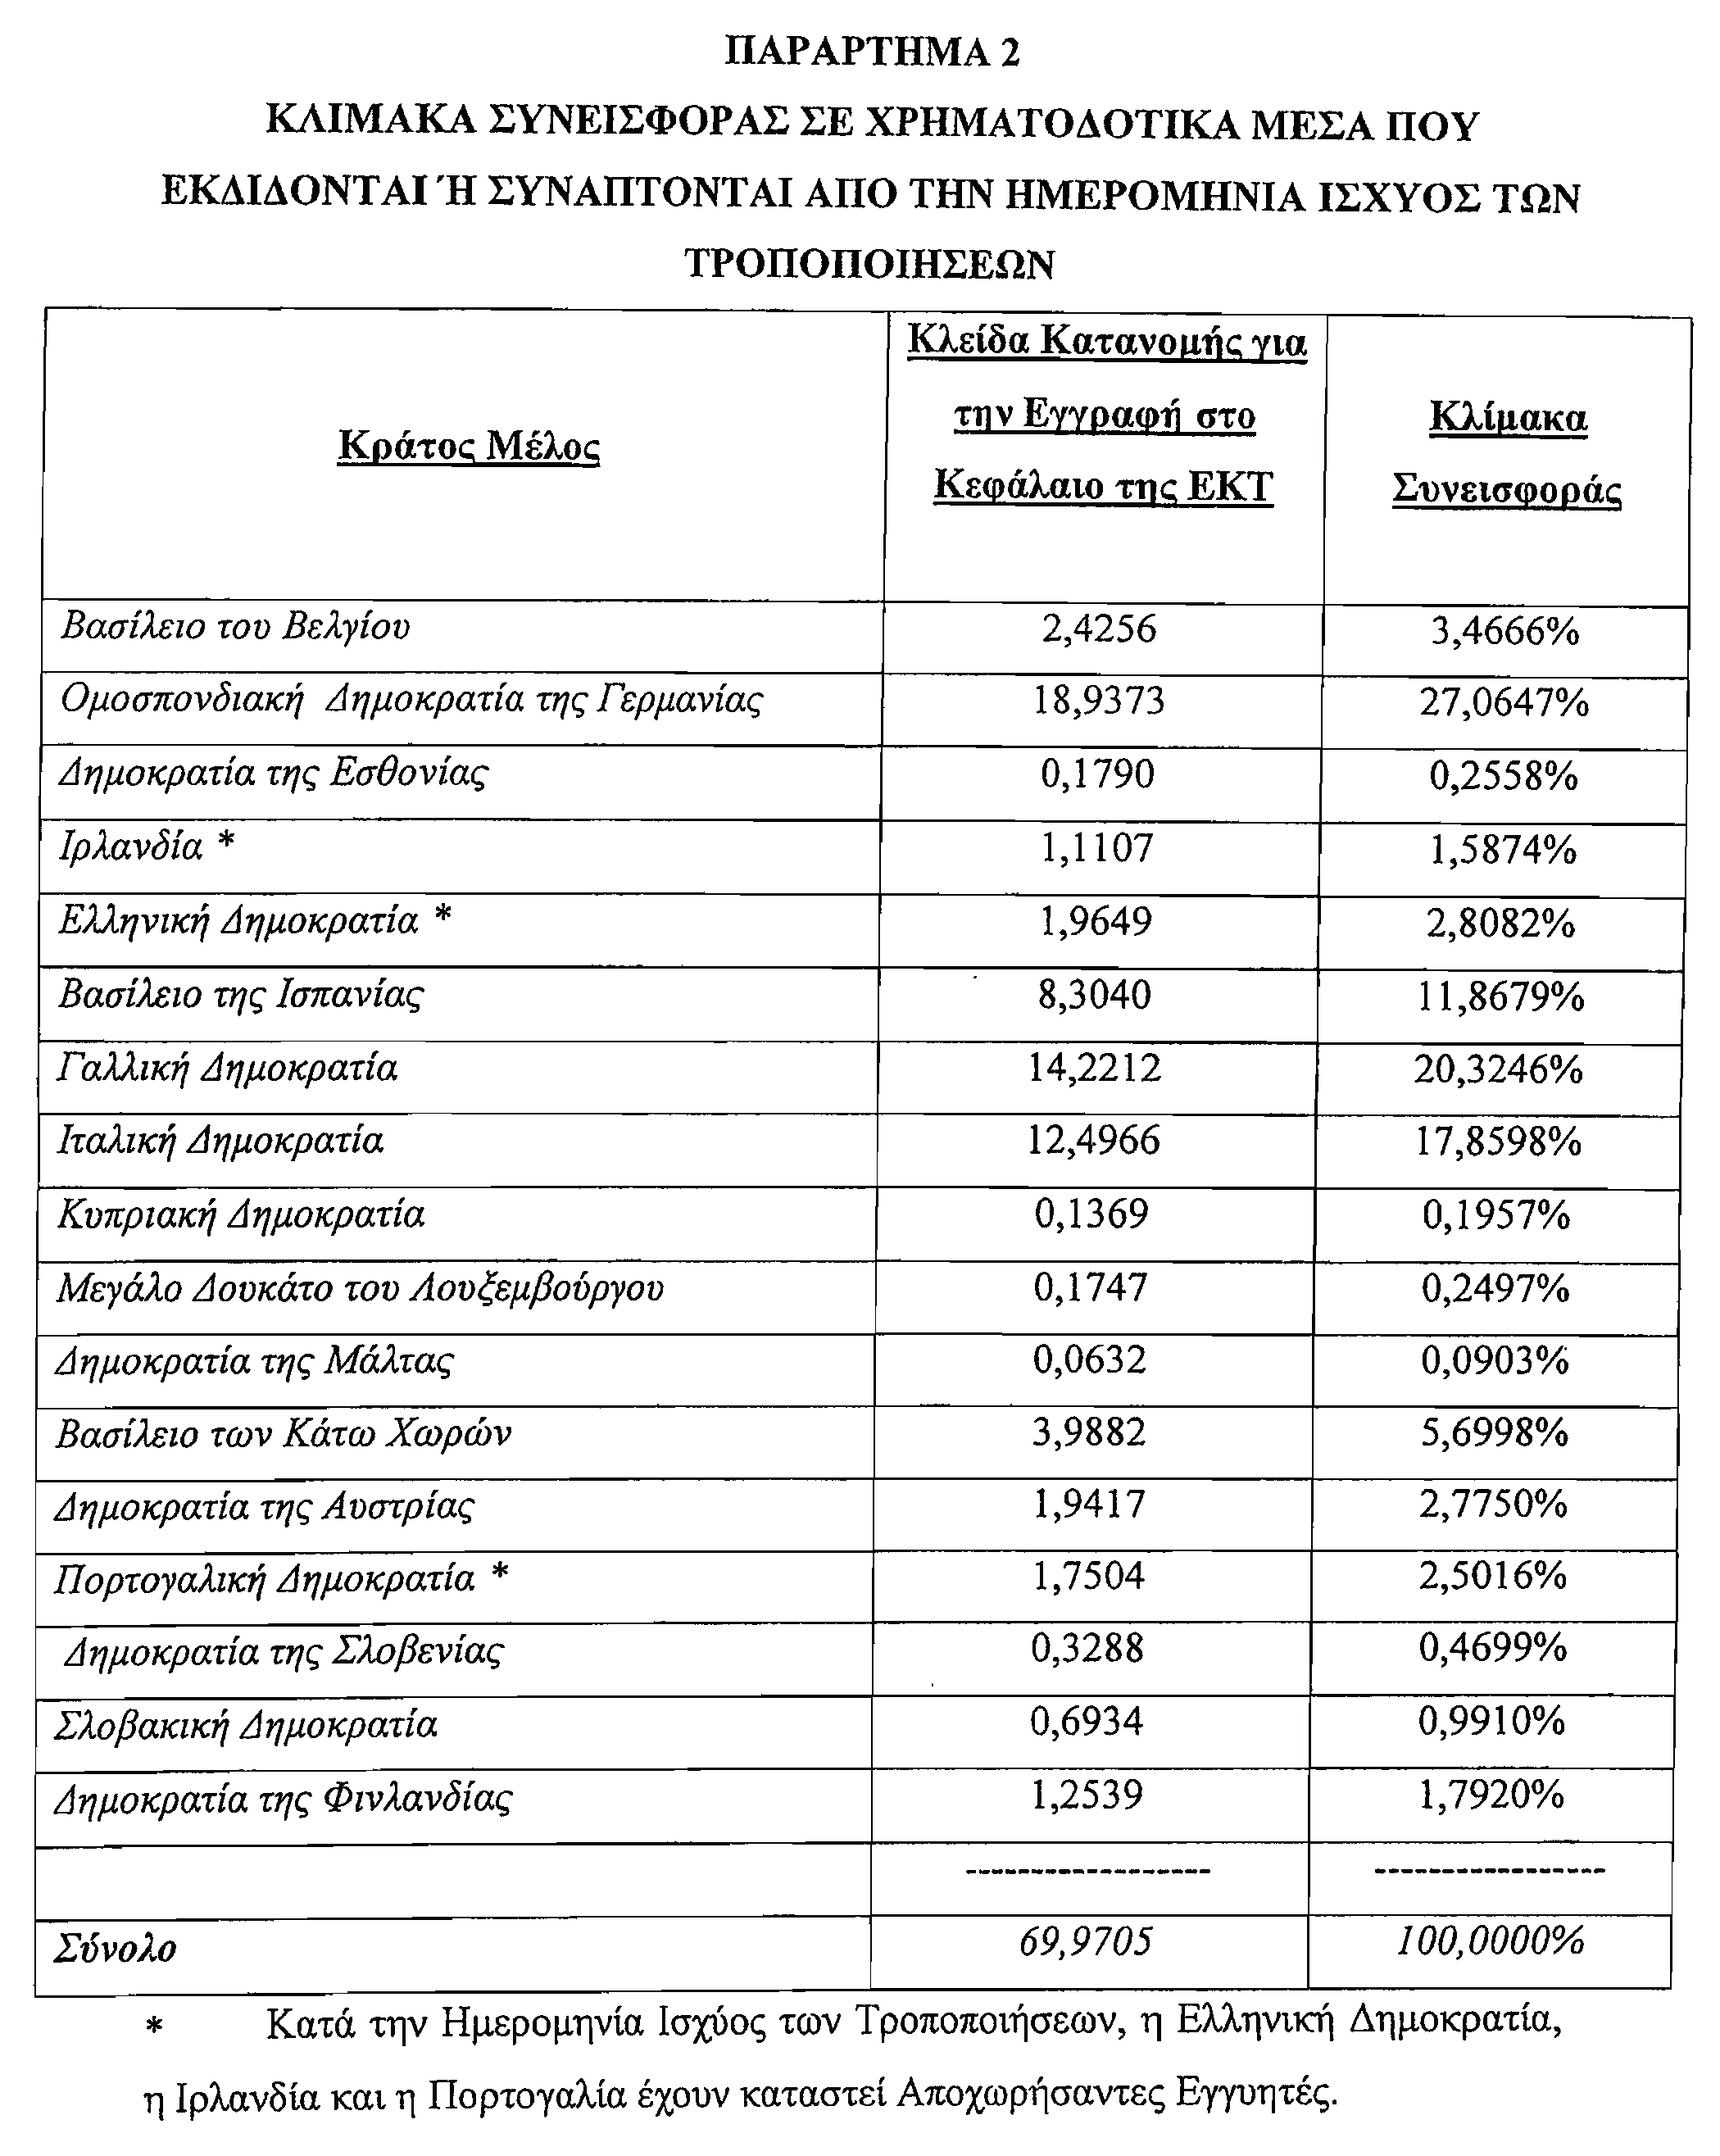 ΠΑΡΑΡΤΗΜΑ 2
ΚΛΙΜΑΚΑ ΣΥΝΕΙΣΦΟΡΑΣ ΣΕ ΧΡΗΜΑΤΟΔΟΤΙΚΑ ΜΕΣΑ ΠΟΥ
ΕΚΔΙΔΟΝΤΑΙ Ή ΣΥΝΑΠΤΟΝΤΑΙ ΑΠΟ ΤΗΝ ΗΜΕΡΟΜΗΝΙΑ ΙΣΧΥΟΣ ΤΩΝ
ΤΡΟΠΟΠΟΙΗΣΕΩΝ
Κράτος Μέλος
Κλείδα Κατανομής για
την Εγγραφή στο
Κεφάλαιο της ΕΚΤ
Κλίμακα
Συνεισφοράς
Βασίλειο του Βελγίου 2,4256 3,4666%
Ομοσπονδιακή Δημοκρατία της Γερμανίας 18,9373 27,0647%
Δημοκρατία της Εσθονίας 0,1790 0,2558%
Ιρλανδία * 1,1107 1,5874%
Ελληνική Δημοκρατία * 1,9649 2,8082%
Βασίλειο της Ισπανίας 8,3040 11,8679%
Γαλλική Δημοκρατία 14,2212 20,3246%
Ιταλική Δημοκρατία 12,4966 17,8598%
Κυπριακή Δημοκρατία 0,1369 0,1957%
Μεγάλο Δουκάτο του Λουξεμβούργου 0,1747 0,2497%
Δημοκρατία της Μάλτας 0,0632 0,0903%
Βασίλειο των Κάτω Χωρών 3,9882 5,6998%
Δημοκρατία της Αυστρίας 1,9417 2,7750%
Πορτογαλική Δημοκρατία * 1,7504 2,5016%
Δημοκρατία της Σλοβενίας 0,3288 0,4699%
Σλοβακική Δημοκρατία 0,6934 0,9910%
Δημοκρατία της Φινλανδίας 1,2539 1,7920%
------------------ -----------------
Σύνολο 69,9705 100,0000%
* Κατά την Ημερομηνία Ισχύος των Τροποποιήσεων, η Ελληνική Δημοκρατία,
η Ιρλανδία και η Πορτογαλία έχουν καταστεί Αποχωρήσαντες Εγγυητές.